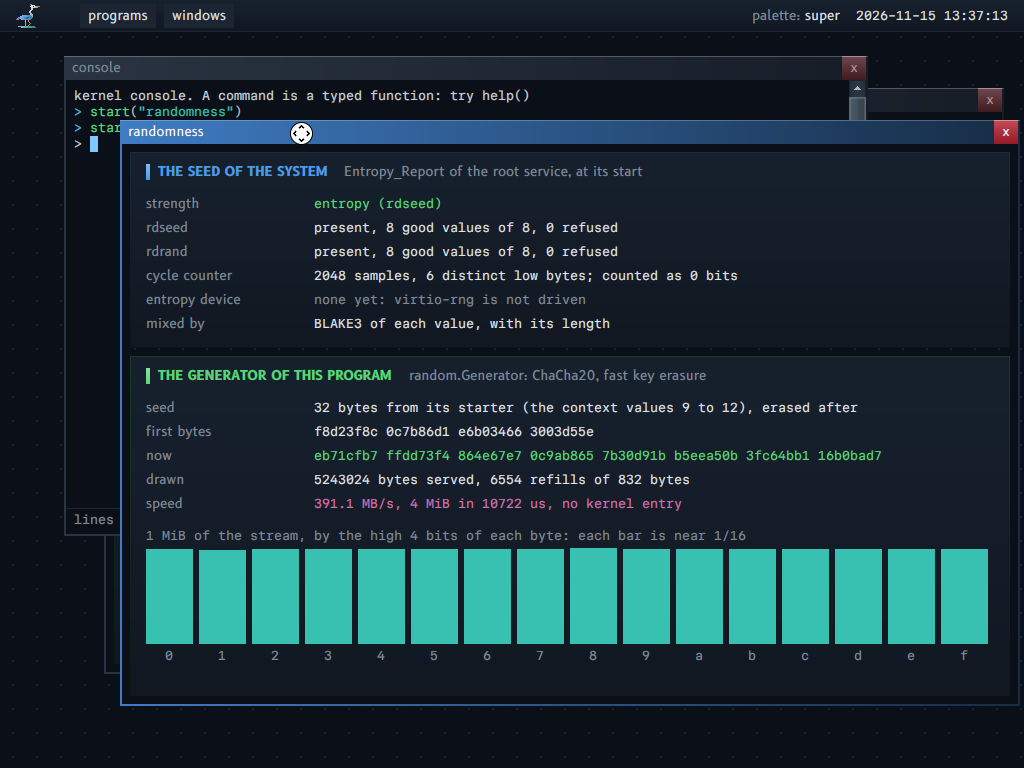 programs windows palette: super 2026-11-15 13:37:13
console x
kernel console. A command is a typed function: try help()
> start("randomness")
x
> star
randomness x
>
THE SEED OF THE SYSTEM Entropy_Report of the root service, at its start
strength entropy (rdseed)
rdseed present, 8 good values of 8, 0 refused
rdrand present, 8 good values of 8, 0 refused
cycle counter 2048 samples, 6 distinct low bytes; counted as 0 bits
entropy device none yet: virtio-rng is not driven
mixed by BLAKE3 of each value, with its length
THE GENERATOR OF THIS PROGRAM random.Generator: ChaCha20, fast key erasure
seed 32 bytes from its starter (the context values 9 to 12), erased after
first bytes f8d23f8c 0c7b86d1 e6b03466 3003d55e
now eb71cfb7 ffdd73f4 864e67e7 0c9ab865 7b30d91b b5eea50b 3fc64bb1 16b0bad7
drawn 5243024 bytes served, 6554 refills of 832 bytes
speed 391.1 MB/s, 4 MiB in 10722 us, no kernel entry
lines
1 MiB of the stream, by the high 4 bits of each byte: each bar is near 1/16
0 1 2 3 4 5 6 7 8 9 a b c d e f